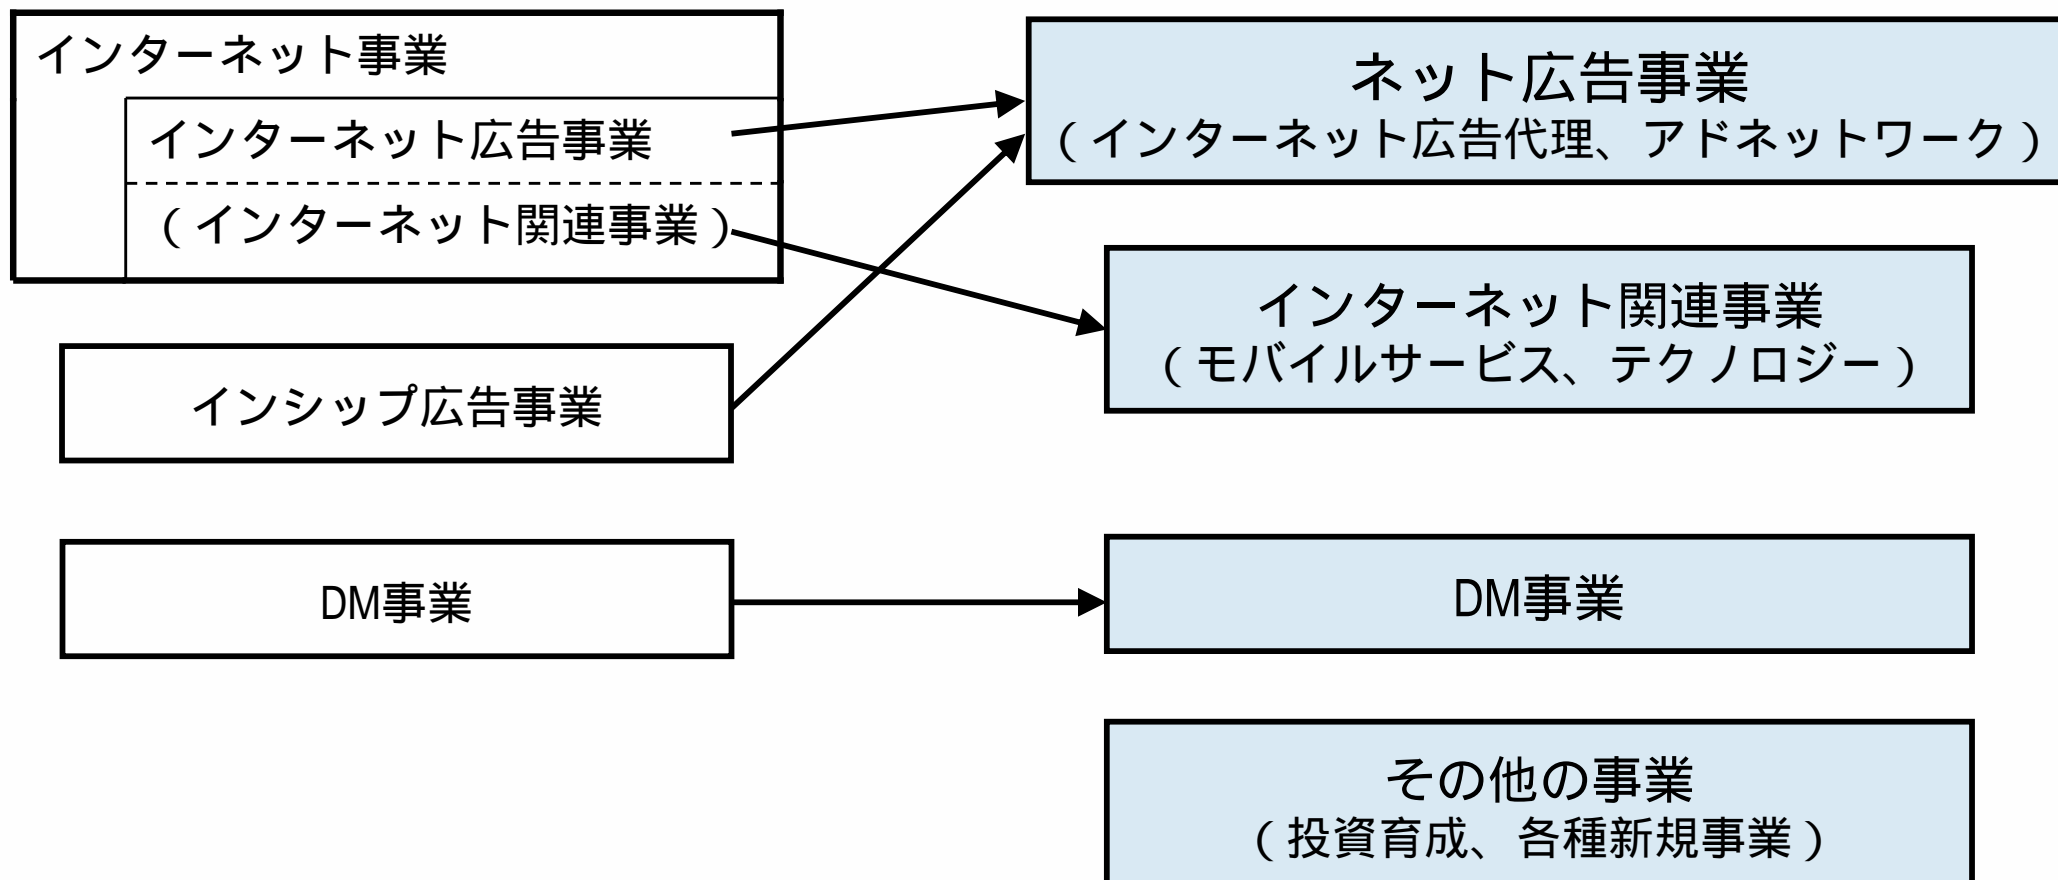 インターネット事業
インターネット広告事業
（インターネット関連事業）
インシップ広告事業
DM事業
ネット広告事業
（インターネット広告代理、アドネットワーク）
インターネット関連事業
（モバイルサービス、テクノロジー）
DM事業
その他の事業
（投資育成、各種新規事業）